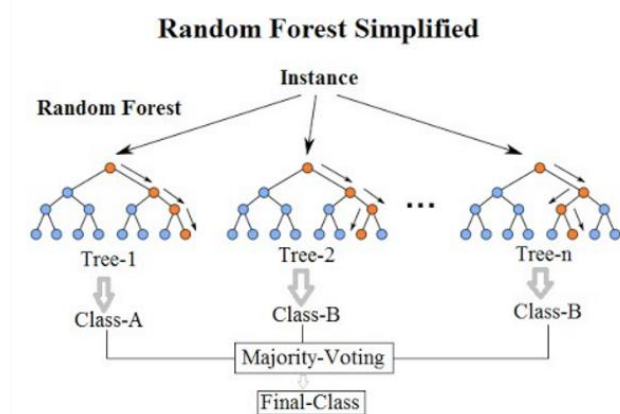 Random Forest Simplified
Instance
Random Forest
...
Tree-1 Tree-2 Tree-n
Class-A Class-B Class-B
Majority-Voting
Final-Class